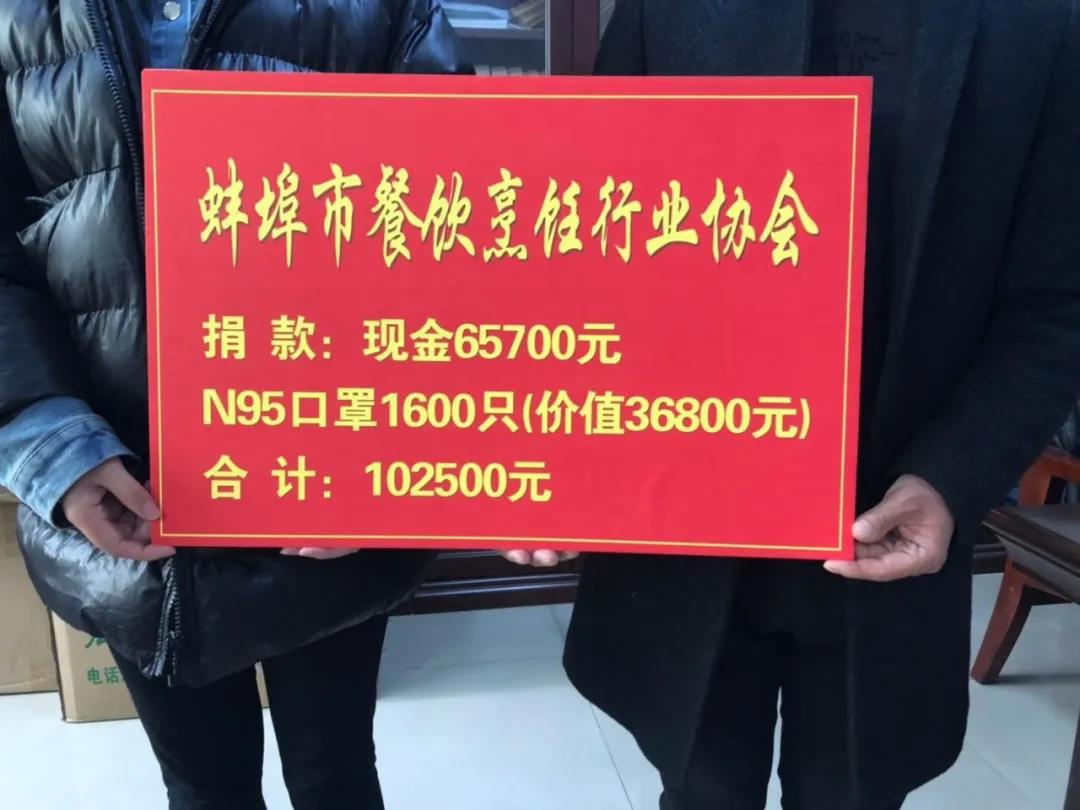 蚌埠市餐饮烹饪行业协会
捐 款：现金65700元
N95口罩1600只(价值36800元)
合 计：102500元
电话